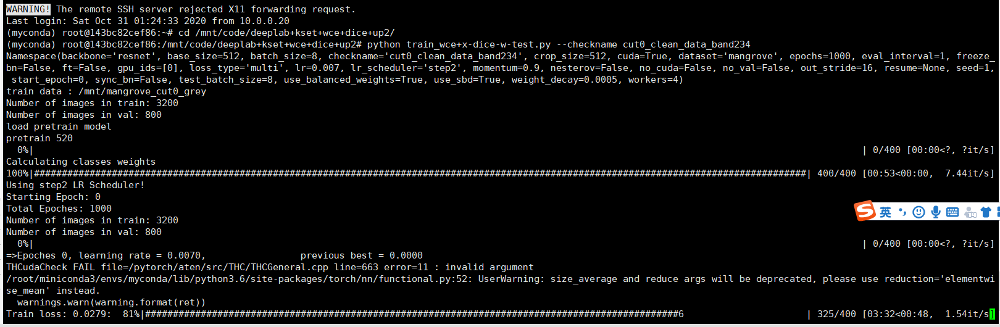 WARNING! The remote SSH server rejected X11 forwarding request.
Last login: Sat Oct 31 01:24:33 2020 from 10.0.0.20
(myconda) root@143bc82cef86:~# cd /mnt/code/deeplab+kset+wce+dice+up2/
(myconda) root@143bc82cef86:/mnt/code/deeplab+kset+wce+dice+up2# python train_wce+x-dice-w-test.py --checkname cut0_clean_data_band234
Namespace(backbone='resnet', base_size=512, batch_size=8, checkname='cut0_clean_data_band234', crop_size=512, cuda=True, dataset='mangrove', epochs=1000, eval_interval=1, freeze_
bn=False, ft=False, gpu_ids=[0], loss_type='multi', lr=0.007, lr_scheduler='step2', momentum=0.9, nesterov=False, no_cuda=False, no_val=False, out_stride=16, resume=None, seed=1,
start_epoch=0, sync_bn=False, test_batch_size=8, use_balanced_weights=True, use_sbd=True, weight_decay=0.0005, workers=4)
train data : /mnt/mangrove_cut0_grey
Number of images in train: 3200
Number of images in val: 800
load pretrain model
pretrain 520
0%| | 0/400 [00:00<?, ?it/s]
Calculating classes weights
100%|###########################################################################################################################################| 400/400 [00:53<00:00, 7.44it/s]
Using step2 LR Scheduler!
Starting Epoch: 0
Total Epoches: 1000
Number of images in train: 3200
Number of images in val: 800
英
0%| | 0/400 [00:00<?, ?it/s]
=>Epoches 0, learning rate = 0.0070, previous best = 0.0000
THCudaCheck FAIL file=/pytorch/aten/src/THC/THCGeneral.cpp line=663 error=11 : invalid argument
/root/miniconda3/envs/myconda/lib/python3.6/site-packages/torch/nn/functional.py:52: UserWarning: size_average and reduce args will be deprecated, please use reduction='elementwi
se_mean' instead.
warnings.warn(warning.format(ret))
Train loss: 0.0279: 81%|################################################################################################6 | 325/400 [03:32<00:48, 1.54it/s]